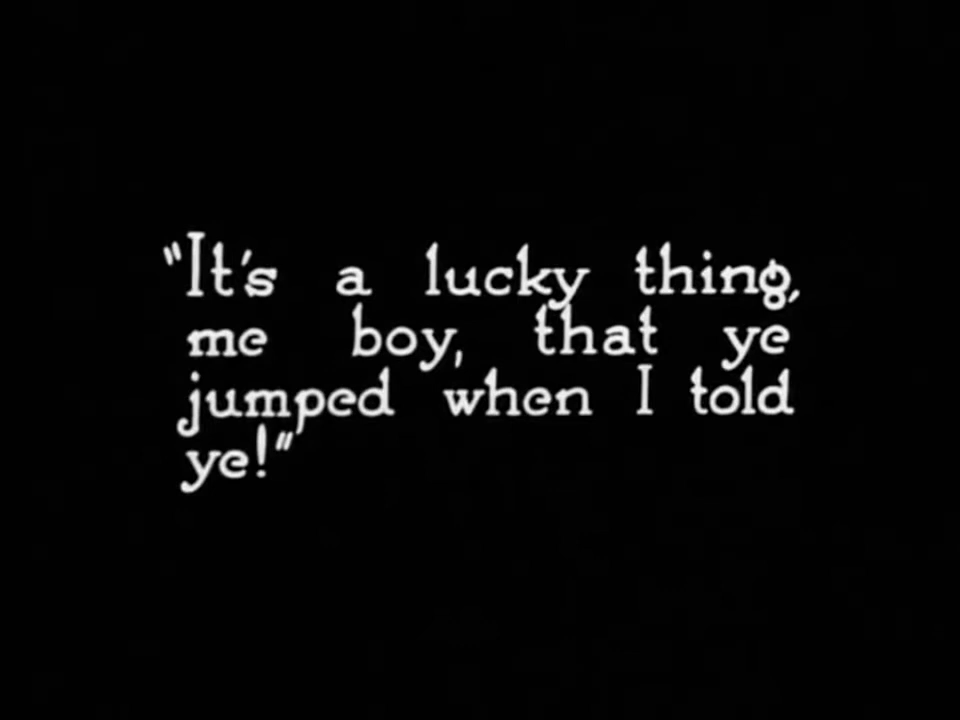 "It's a lucky thing,
me boy, that ye
jumped when I told
ye!"